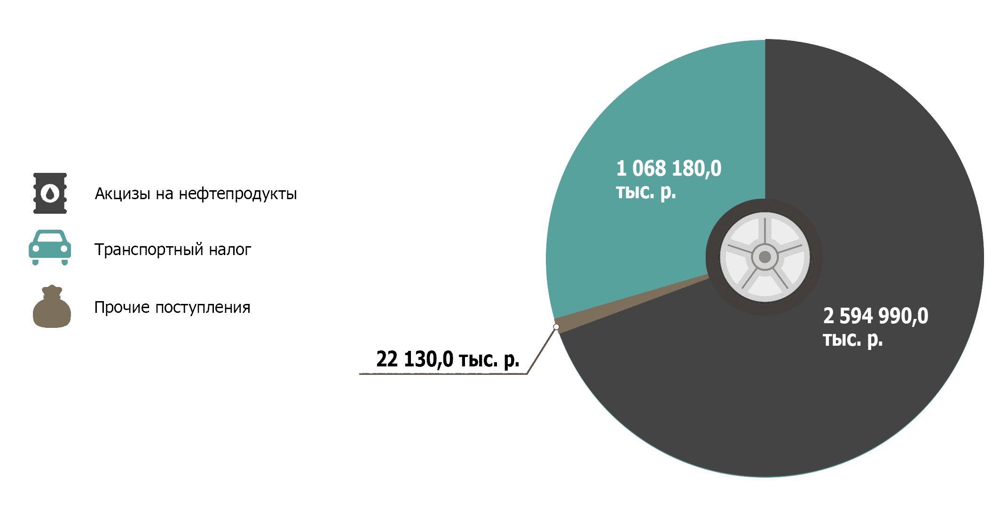 Акцизы на нефтепродукты
Транспортный налог
Прочие поступления
1 068 180,0
тыс. р.
2 594 990,0
тыс. р.
22 130,0 тыс. р.